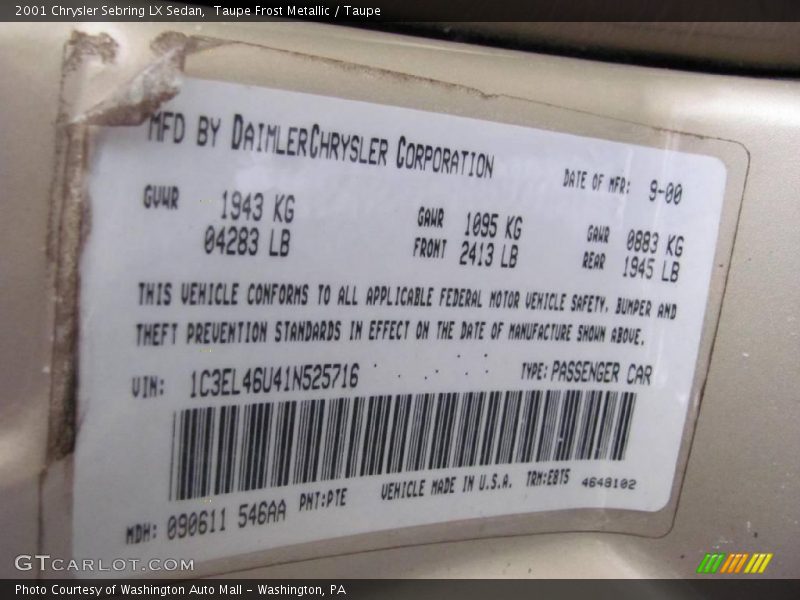 2001 Chrysler Sebring LX Sedan,  Taupe Frost Metallic / Taupe
MFD BY DAIMLERCHRYSLER CORPORATION
DATE OF MFR: 9-00
GVWR 1943 KG
04283 LB
GAWR 1095 KG
FRONT 2413 LB
GAWR 0883 KG
REAR 1945 LB
THIS VEHICLE CONFORMS TO ALL APPLICABLE FEDERAL MOTOR VEHICLE SAFETY, BUMPER AND
THEFT PREVENTION STANDARDS IN EFFECT ON THE DATE OF MANUFACTURE SHOWN ABOVE.
VIN: 1C3EL46U41N525716
TYPE: PASSENGER CAR
MDH: 090611 546AA PNT:PTE VEHICLE MADE IN U.S.A. TRM:E8T5 4648102
GTCARLOT.COM
Photo Courtesy of Washington Auto Mall – Washington, PA